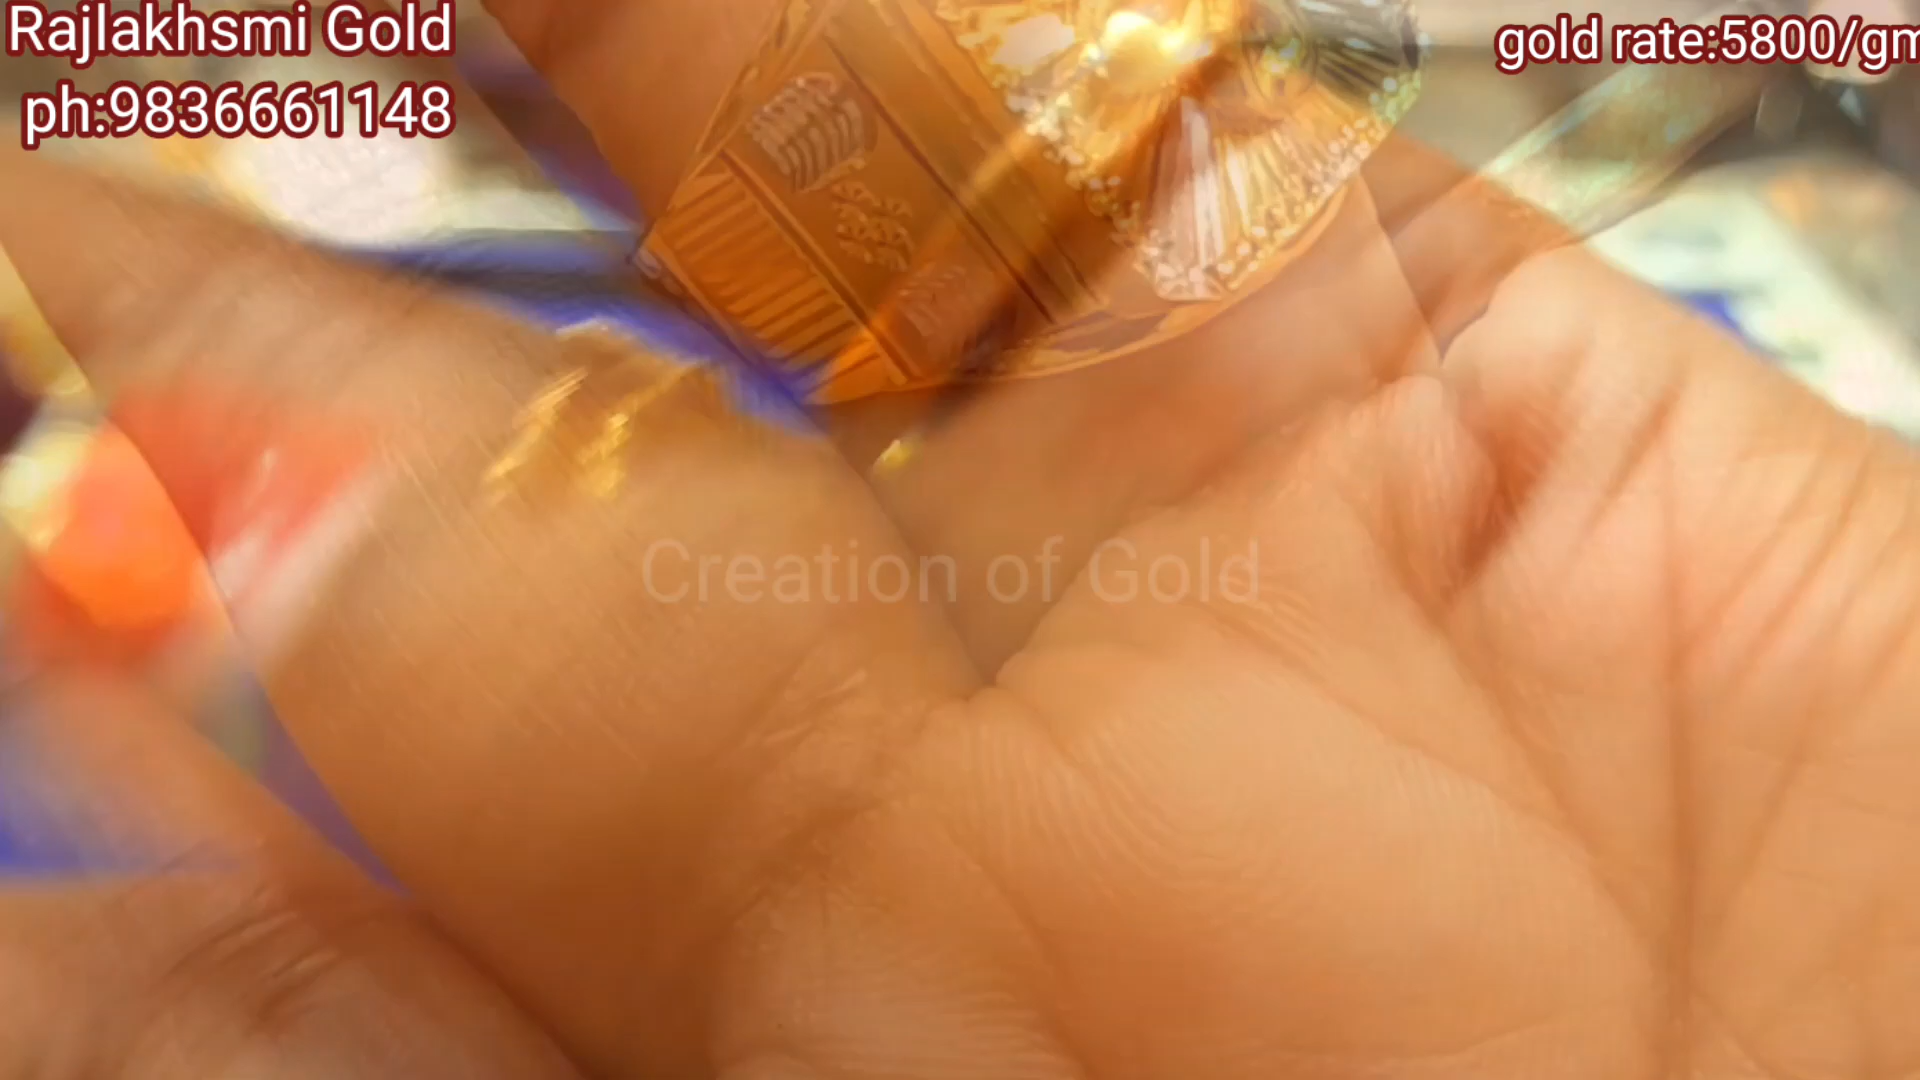 Rajlakhsmi Gold
ph:9836661148
gold rate:5800/gm
Creation of Gold